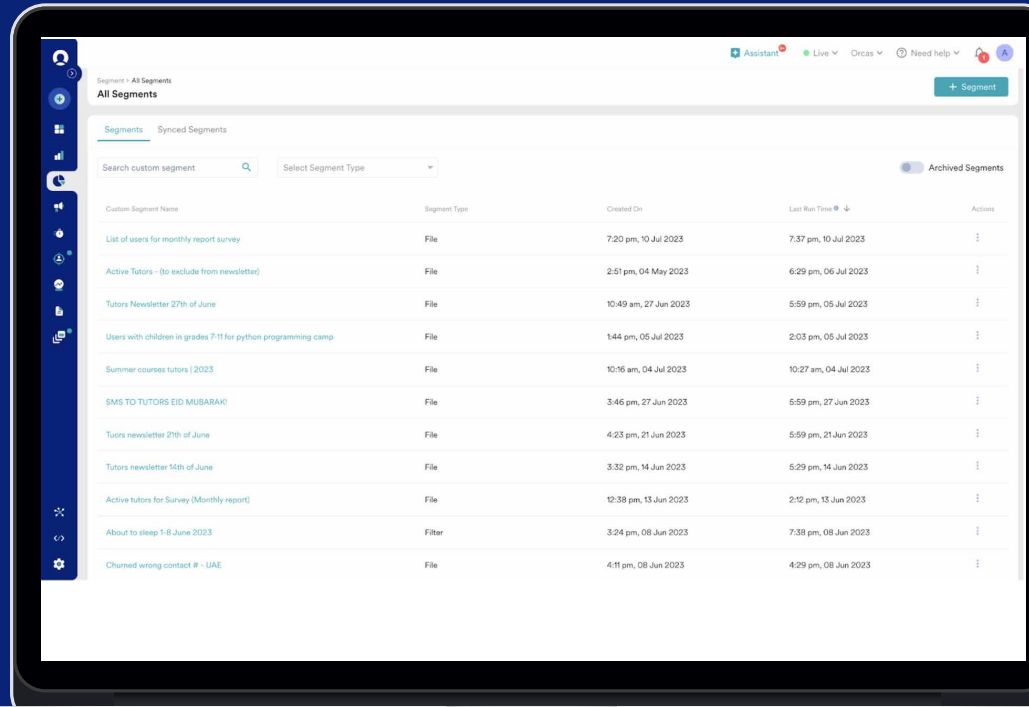 Assistant 9+ Live Orcas Need help 1 A
Segment > All Segments
All Segments
+ Segment
Segments Synced Segments
Search custom segment Select Segment Type Archived Segments
Custom Segment Name Segment Type Created On Last Run Time Actions
List of users for monthly report survey File 7:20 pm, 10 Jul 2023 7:37 pm, 10 Jul 2023
Active Tutors - (to exclude from newsletter) File 2:51 pm, 04 May 2023 6:29 pm, 06 Jul 2023
Tutors Newsletter 27th of June File 10:49 am, 27 Jun 2023 5:59 pm, 05 Jul 2023
Users with children in grades 7-11 for python programming camp File 1:44 pm, 05 Jul 2023 2:03 pm, 05 Jul 2023
Summer courses tutors | 2023 File 10:16 am, 04 Jul 2023 10:27 am, 04 Jul 2023
SMS TO TUTORS EID MUBARAK! File 3:46 pm, 27 Jun 2023 5:59 pm, 27 Jun 2023
Tuors newsletter 21th of June File 4:23 pm, 21 Jun 2023 5:59 pm, 21 Jun 2023
Tutors newsletter 14th of June File 3:32 pm, 14 Jun 2023 5:29 pm, 14 Jun 2023
Active tutors for Survey (Monthly report) File 12:38 pm, 13 Jun 2023 2:12 pm, 13 Jun 2023
About to sleep 1-8 June 2023 Filter 3:24 pm, 08 Jun 2023 7:38 pm, 08 Jun 2023
Churned wrong contact # - UAE File 4:11 pm, 08 Jun 2023 4:29 pm, 08 Jun 2023